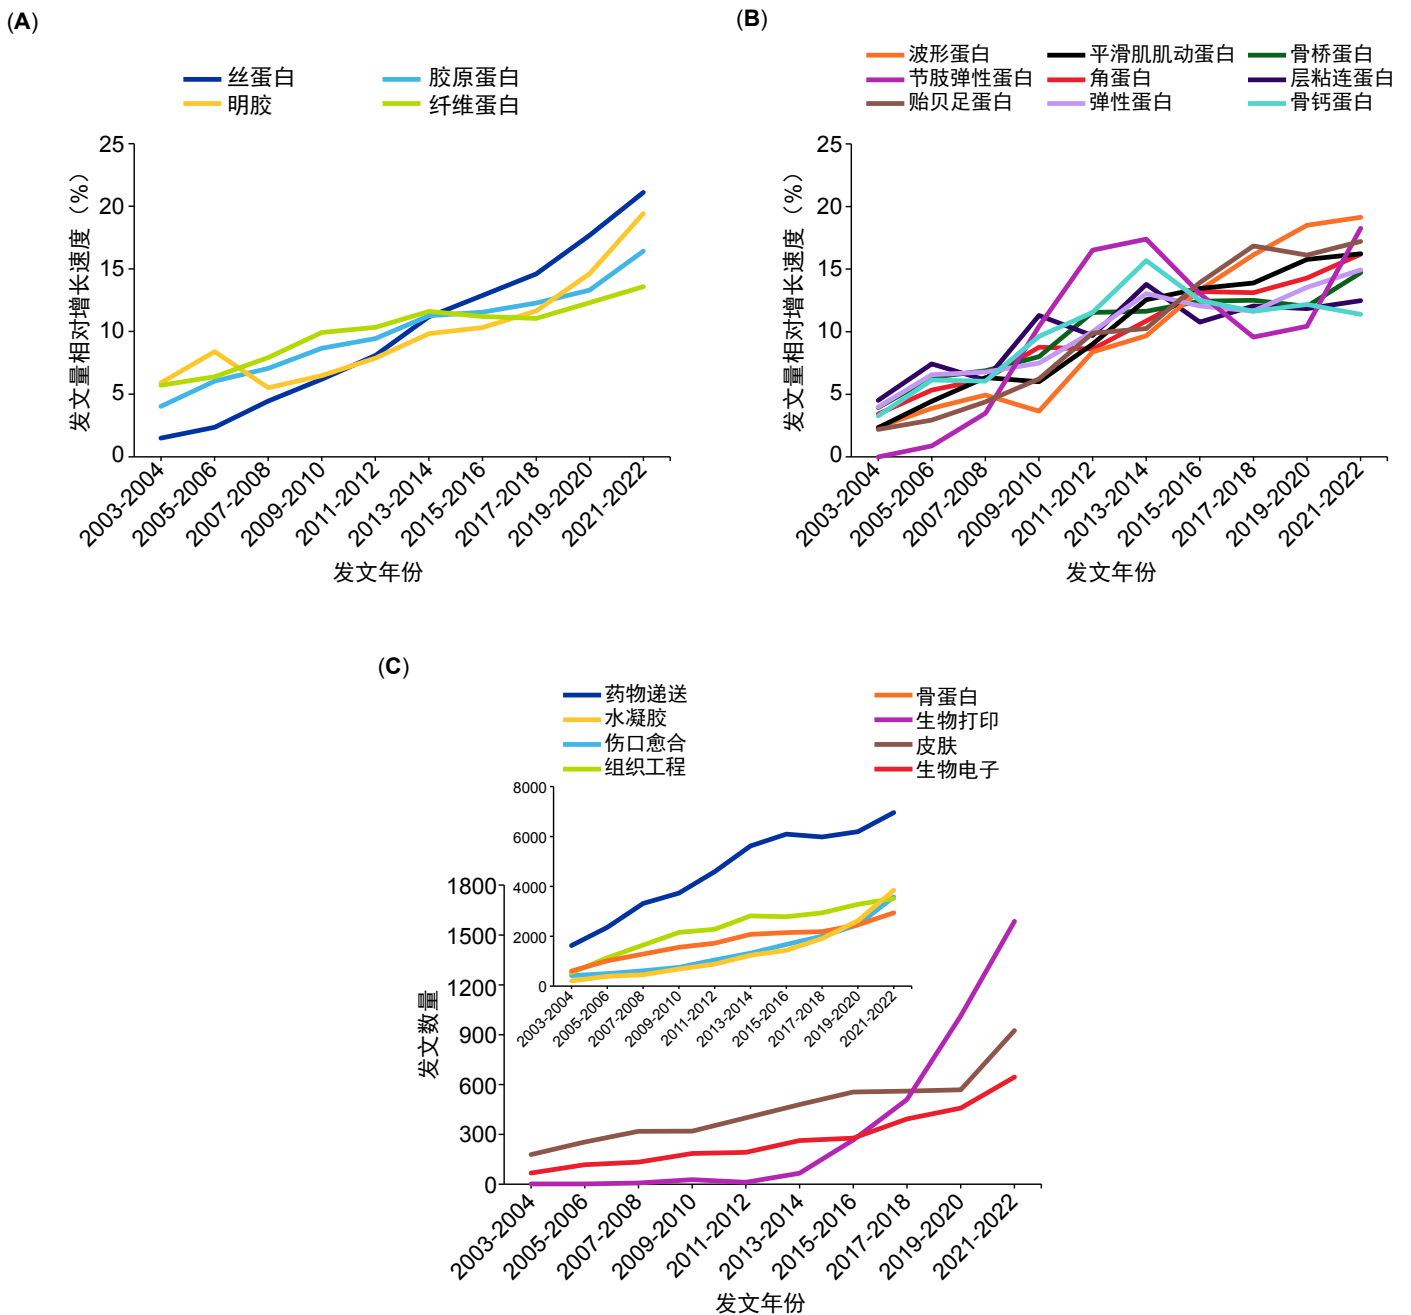 (A)
丝蛋白
胶原蛋白
明胶
纤维蛋白
发文量相对增长速度（%）
25
20
15
10
5
0
2003-2004
2005-2006
2007-2008
2009-2010
2011-2012
2013-2014
2015-2016
2017-2018
2019-2020
2021-2022
发文年份
(B)
波形蛋白
平滑肌肌动蛋白
骨桥蛋白
节肢弹性蛋白
角蛋白
层粘连蛋白
贻贝足蛋白
弹性蛋白
骨钙蛋白
发文量相对增长速度（%）
25
20
15
10
5
0
2003-2004
2005-2006
2007-2008
2009-2010
2011-2012
2013-2014
2015-2016
2017-2018
2019-2020
2021-2022
发文年份
(C)
药物递送
骨蛋白
水凝胶
生物打印
伤口愈合
皮肤
组织工程
生物电子
8000
6000
4000
2000
0
2003-2004
2005-2006
2007-2008
2009-2010
2011-2012
2013-2014
2015-2016
2017-2018
2019-2020
2021-2022
发文数量
1800
1500
1200
900
600
300
0
2003-2004
2005-2006
2007-2008
2009-2010
2011-2012
2013-2014
2015-2016
2017-2018
2019-2020
2021-2022
发文年份